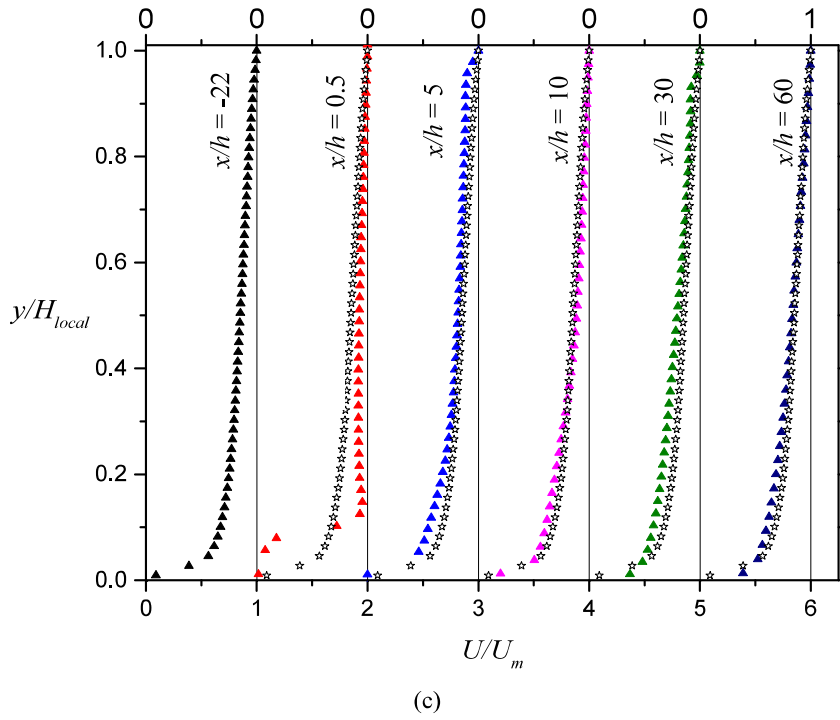 0 0 0 0 0 0 1
x/h = -22
x/h = 0.5
x/h = 5
x/h = 10
x/h = 30
x/h = 60
1.0
0.8
0.6
y/H_local
0.4
0.2
0.0
0 1 2 3 4 5 6
U/U_m
(c)